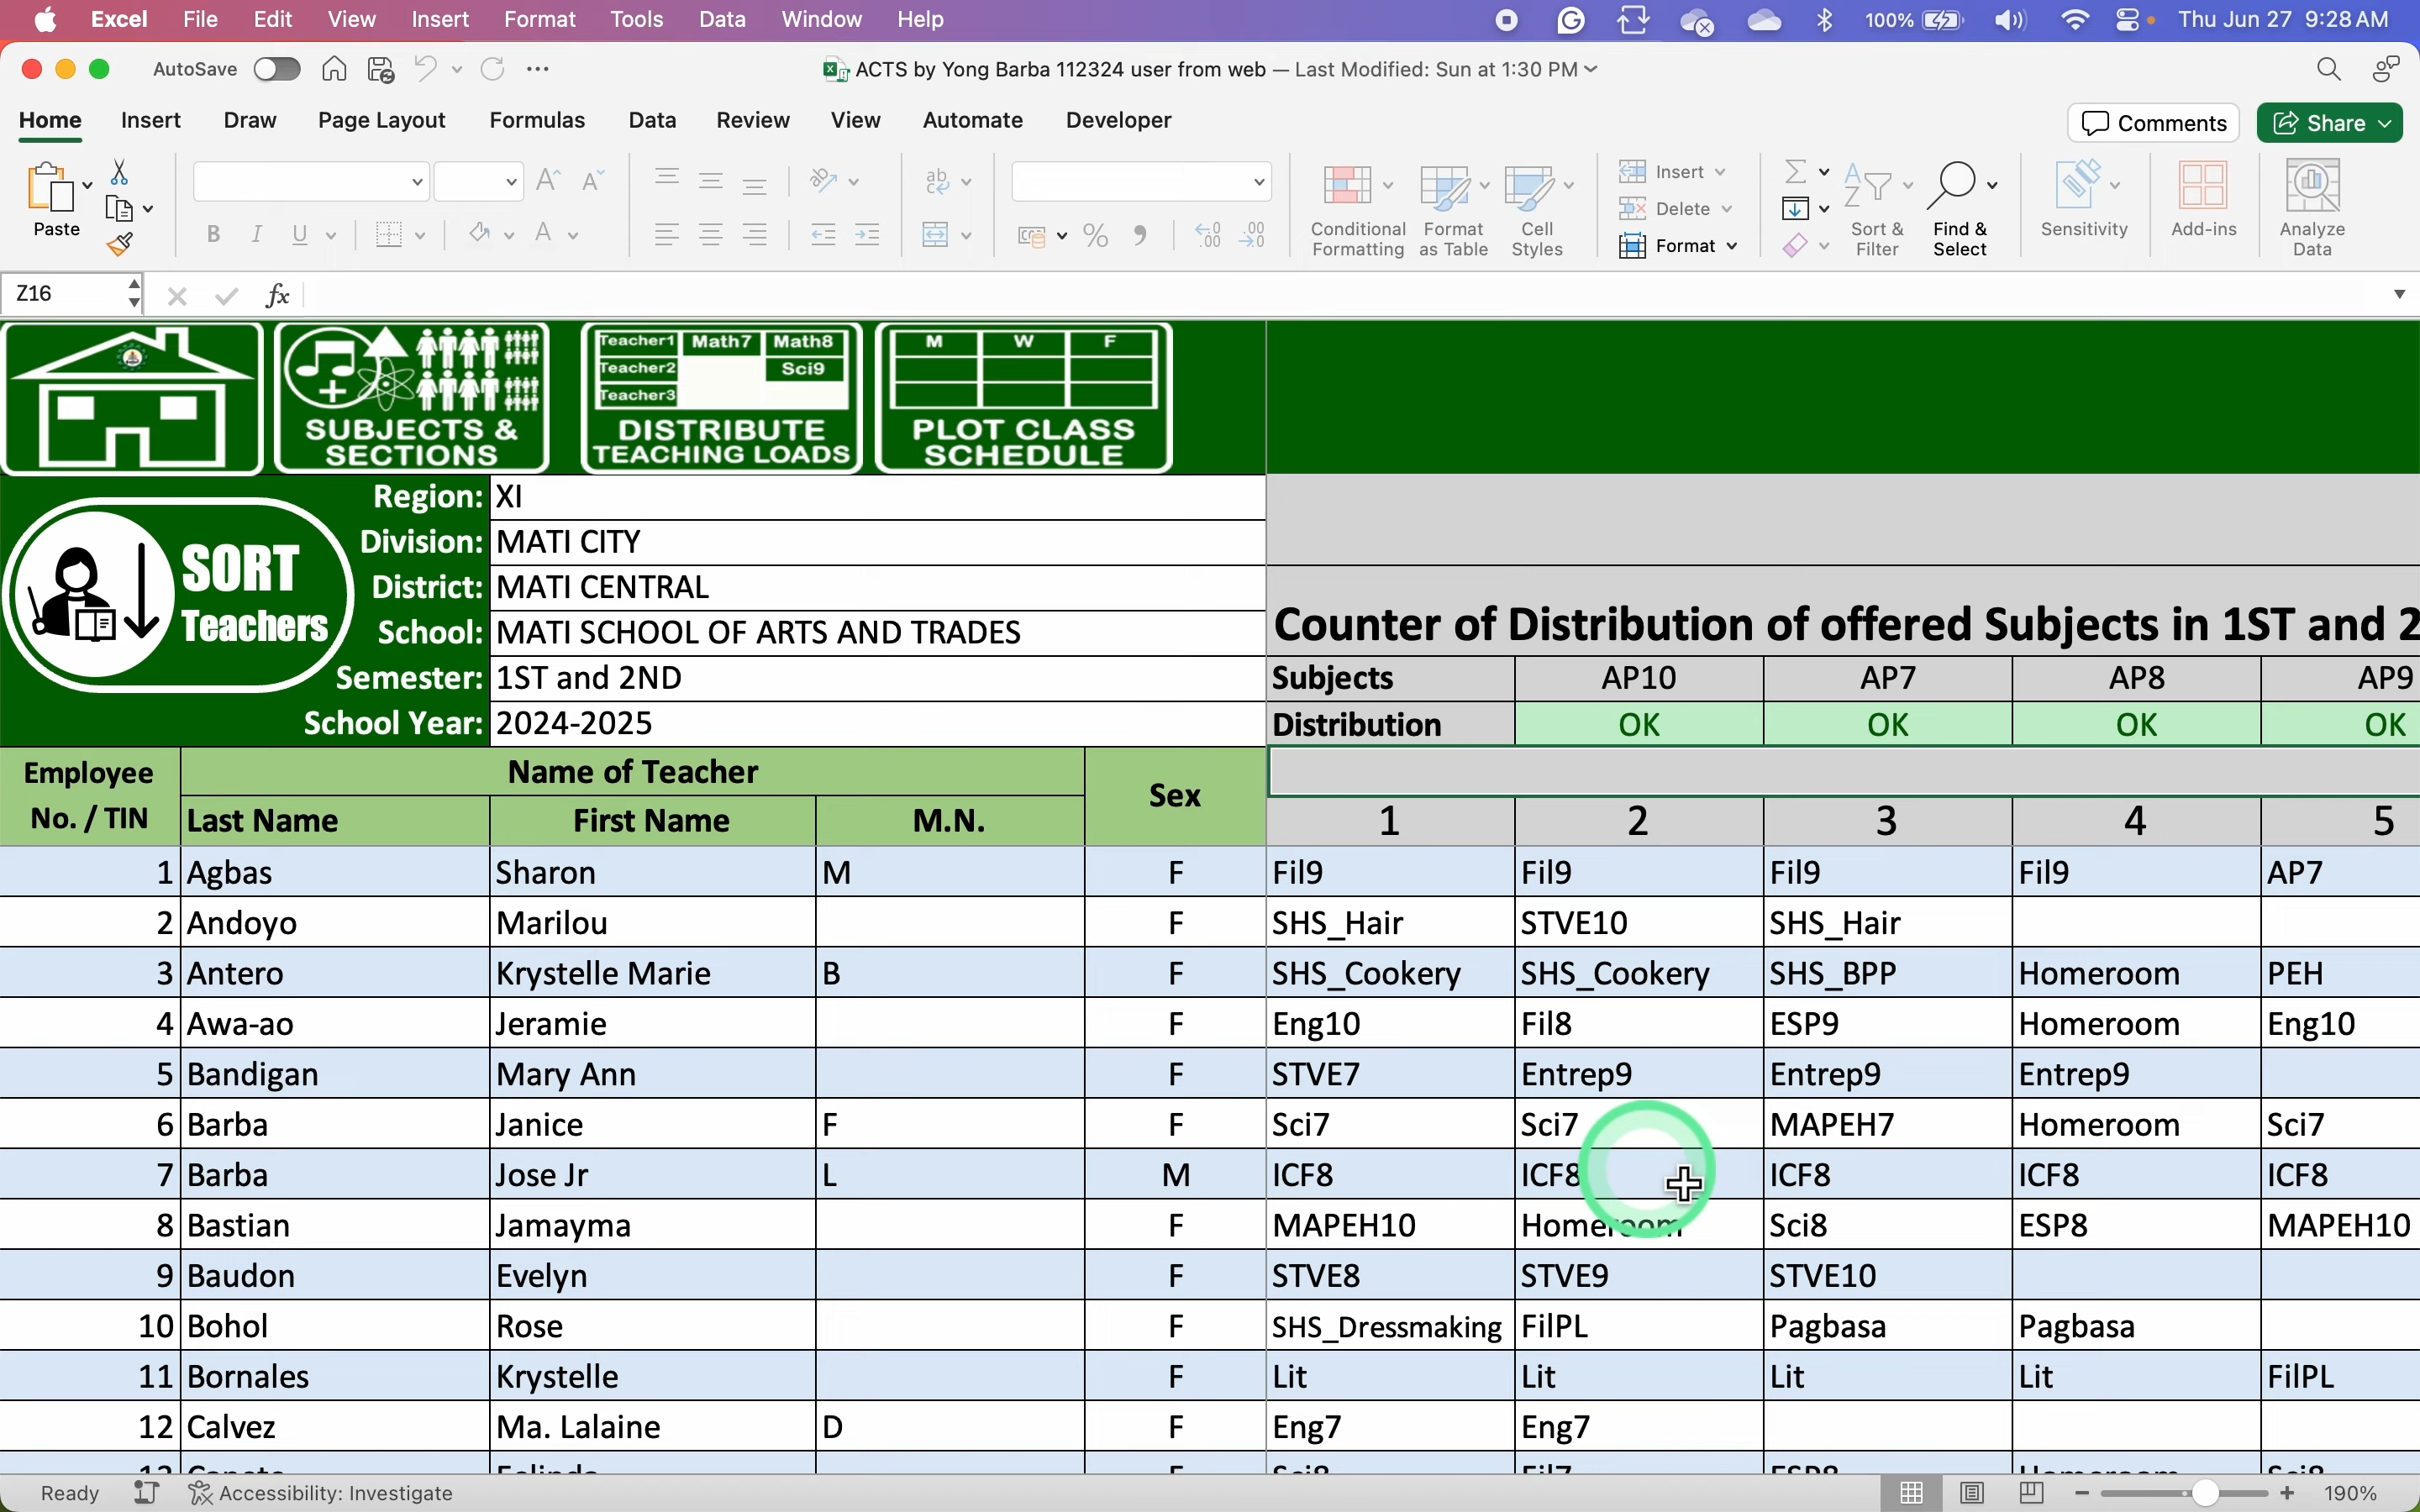 Excel File Edit View Insert Format Tools Data Window Help 100% Thu Jun 27 9:28 AM
AutoSave ACTS by Yong Barba 112324 user from web — Last Modified: Sun at 1:30 PM
Home Insert Draw Page Layout Formulas Data Review View Automate Developer Comments Share
Paste
Conditional Formatting
Format as Table
Cell Styles
Insert
Delete
Format
Sort & Filter
Find & Select
Sensitivity
Add-ins
Analyze Data
Z16 fx
SUBJECTS & SECTIONS
Teacher1 Math7 Math8
Teacher2 Sci9
Teacher3
DISTRIBUTE TEACHING LOADS
M W F
PLOT CLASS SCHEDULE
SORT Teachers
Region: XI
Division: MATI CITY
District: MATI CENTRAL
School: MATI SCHOOL OF ARTS AND TRADES
Semester: 1ST and 2ND
School Year: 2024-2025
Counter of Distribution of offered Subjects in 1ST and 2
Subjects AP10 AP7 AP8 AP9
Distribution OK OK OK OK
Employee No. / TIN Name of Teacher Sex
Last Name First Name M.N. 1 2 3 4 5
1 Agbas Sharon M F Fil9 Fil9 Fil9 Fil9 AP7
2 Andoyo Marilou F SHS_Hair STVE10 SHS_Hair
3 Antero Krystelle Marie B F SHS_Cookery SHS_Cookery SHS_BPP Homeroom PEH
4 Awa-ao Jeramie F Eng10 Fil8 ESP9 Homeroom Eng10
5 Bandigan Mary Ann F STVE7 Entrep9 Entrep9 Entrep9
6 Barba Janice F F Sci7 Sci7 MAPEH7 Homeroom Sci7
7 Barba Jose Jr L M ICF8 ICF8 ICF8 ICF8 ICF8
8 Bastian Jamayma F MAPEH10 Homeroom Sci8 ESP8 MAPEH10
9 Baudon Evelyn F STVE8 STVE9 STVE10
10 Bohol Rose F SHS_Dressmaking FilPL Pagbasa Pagbasa
11 Bornales Krystelle F Lit Lit Lit Lit FilPL
12 Calvez Ma. Lalaine D F Eng7 Eng7
Ready Accessibility: Investigate 190%